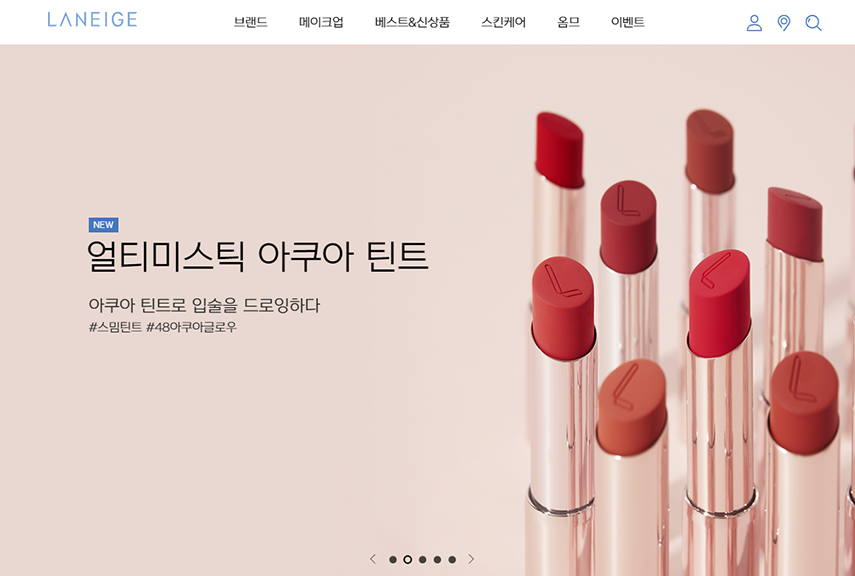 LANEIGE
브랜드 메이크업 베스트&신상품 스킨케어 옴므 이벤트
NEW
얼티미스틱 아쿠아 틴트
아쿠아 틴트로 입술을 드로잉하다
#스밈틴트 #48아쿠아글로우